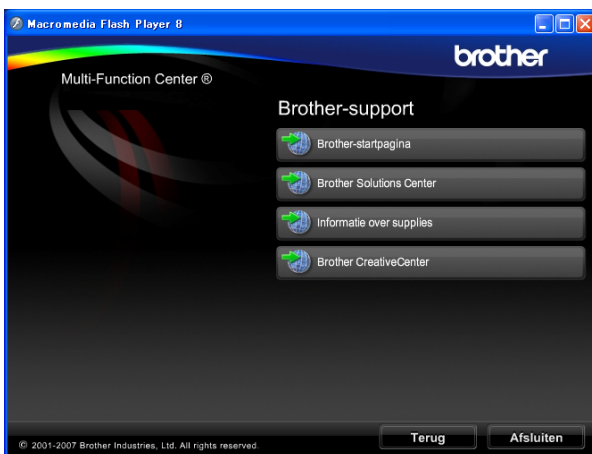 Macromedia Flash Player 8
brother
Multi-Function Center ®
Brother-support
Brother-startpagina
Brother Solutions Center
Informatie over supplies
Brother CreativeCenter
Terug
Afsluiten
© 2001-2007 Brother Industries, Ltd. All rights reserved.